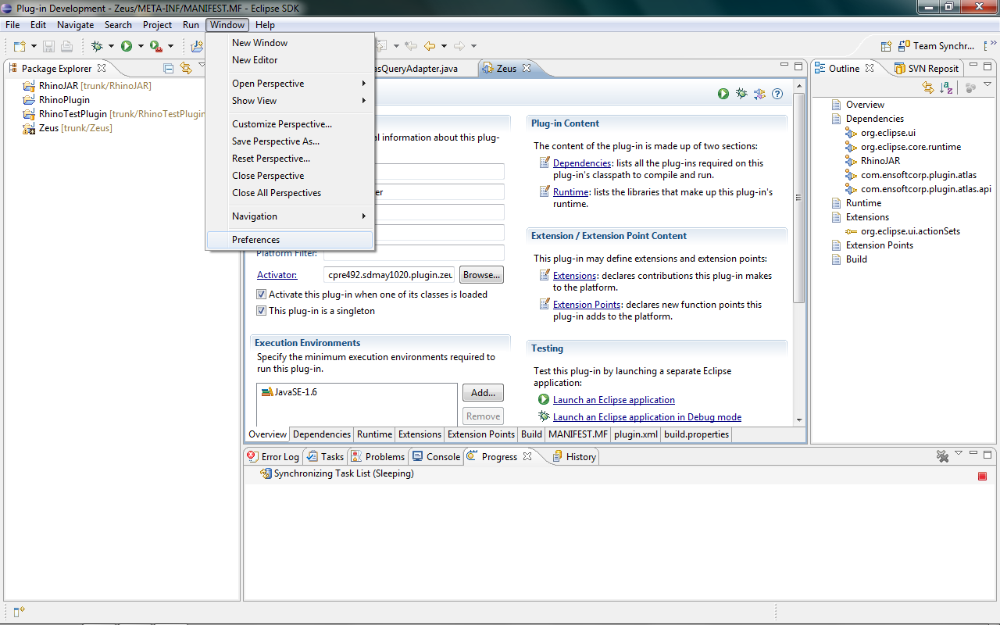 Plug-in Development - Zeus/META-INF/MANIFEST.MF - Eclipse SDK
File Edit Navigate Search Project Run Window Help
Team Synchr...
Package Explorer
RhinoJAR [trunk/RhinoJAR]
RhinoPlugin
RhinoTestPlugin [trunk/RhinoTestPlugin
Zeus [trunk/Zeus]
New Window
New Editor
Open Perspective
Show View
Customize Perspective...
Save Perspective As...
Reset Perspective...
Close Perspective
Close All Perspectives
Navigation
Preferences
asQueryAdapter.java
Zeus
al information about this plug-
er
Platform Filter:
Activator: cpre492.sdmay1020.plugin.zeu Browse...
Activate this plug-in when one of its classes is loaded
This plug-in is a singleton
Execution Environments
Specify the minimum execution environments required to
run this plug-in.
JavaSE-1.6
Add...
Remove
Plug-in Content
The content of the plug-in is made up of two sections:
Dependencies: lists all the plug-ins required on this
plug-in's classpath to compile and run.
Runtime: lists the libraries that make up this plug-in's
runtime.
Extension / Extension Point Content
This plug-in may define extensions and extension points:
Extensions: declares contributions this plug-in makes
to the platform.
Extension Points: declares new function points this
plug-in adds to the platform.
Testing
Test this plug-in by launching a separate Eclipse
application:
Launch an Eclipse application
Launch an Eclipse application in Debug mode
Overview Dependencies Runtime Extensions Extension Points Build MANIFEST.MF plugin.xml build.properties
Outline
SVN Reposit
Overview
Dependencies
org.eclipse.ui
org.eclipse.core.runtime
RhinoJAR
com.ensoftcorp.plugin.atlas
com.ensoftcorp.plugin.atlas.api
Runtime
Extensions
org.eclipse.ui.actionSets
Extension Points
Build
Error Log Tasks Problems Console Progress History
Synchronizing Task List (Sleeping)